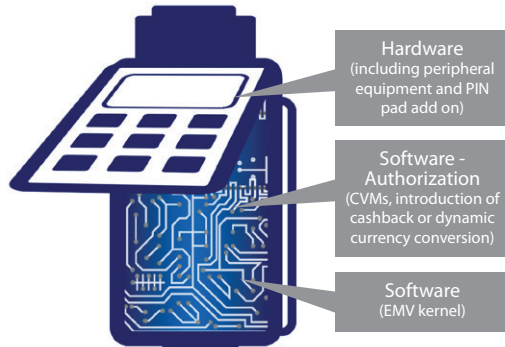 Hardware
(including peripheral
equipment and PIN
pad add on)
Software -
Authorization
(CVMs, introduction of
cashback or dynamic
currency conversion)
Software
(EMV kernel)